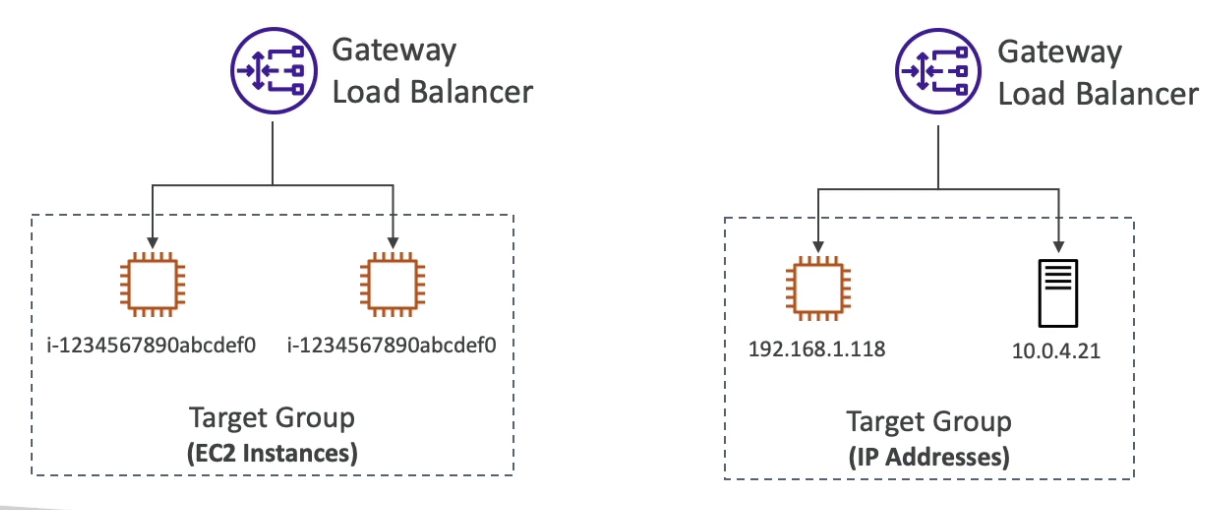 Gateway
Load Balancer
i-1234567890abcdef0
i-1234567890abcdef0
Target Group
(EC2 Instances)
Gateway
Load Balancer
192.168.1.118
10.0.4.21
Target Group
(IP Addresses)